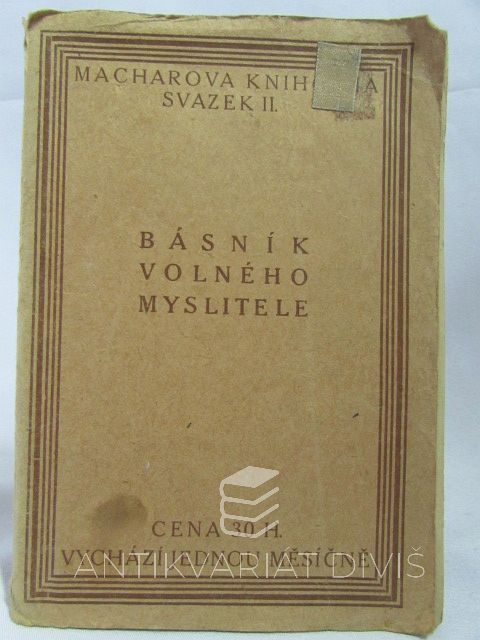 MACHAROVA
SVAZEK II.
BÁSNÍK
VOLNÉHO
MYSLITELE
CENA 30 H.
VYCHÁZÍ JEDNOU MĚSÍČNĚ
ANTIKVARIÁT DIVIŠ